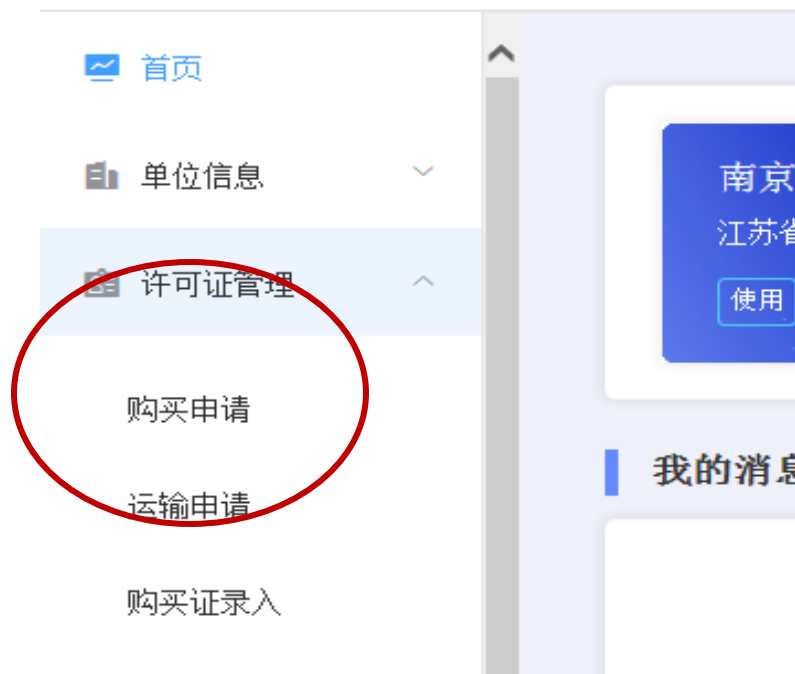 首页
单位信息
许可证管理
购买申请
运输申请
购买证录入
南京
江苏省
使用
我的消息